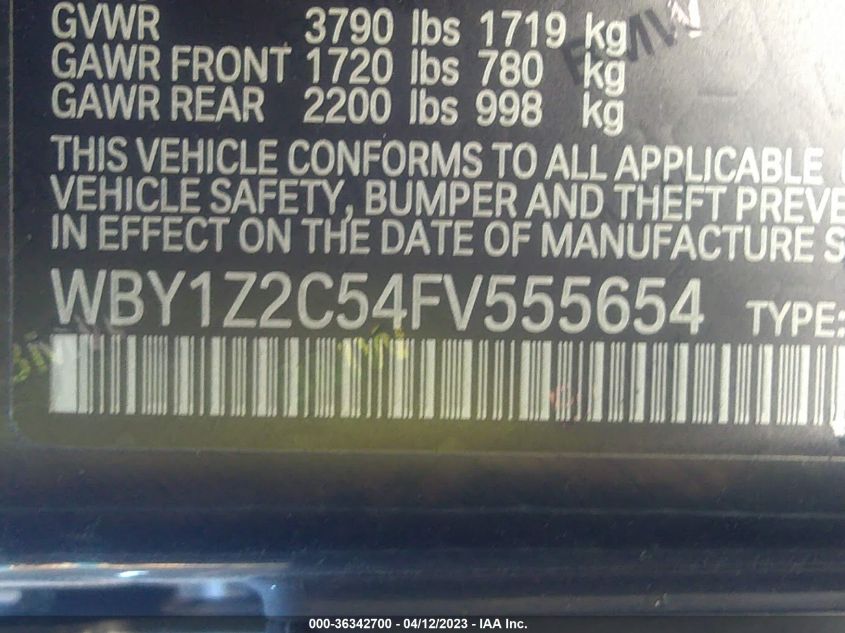 GVWR 3790 lbs 1719 kg
GAWR FRONT 1720 lbs 780 kg
GAWR REAR 2200 lbs 998 kg
THIS VEHICLE CONFORMS TO ALL APPLICABLE
VEHICLE SAFETY, BUMPER AND THEFT PREVE
IN EFFECT ON THE DATE OF MANUFACTURE S
WBY1Z2C54FV555654 TYPE:
000-36342700 - 04/12/2023 - IAA Inc.